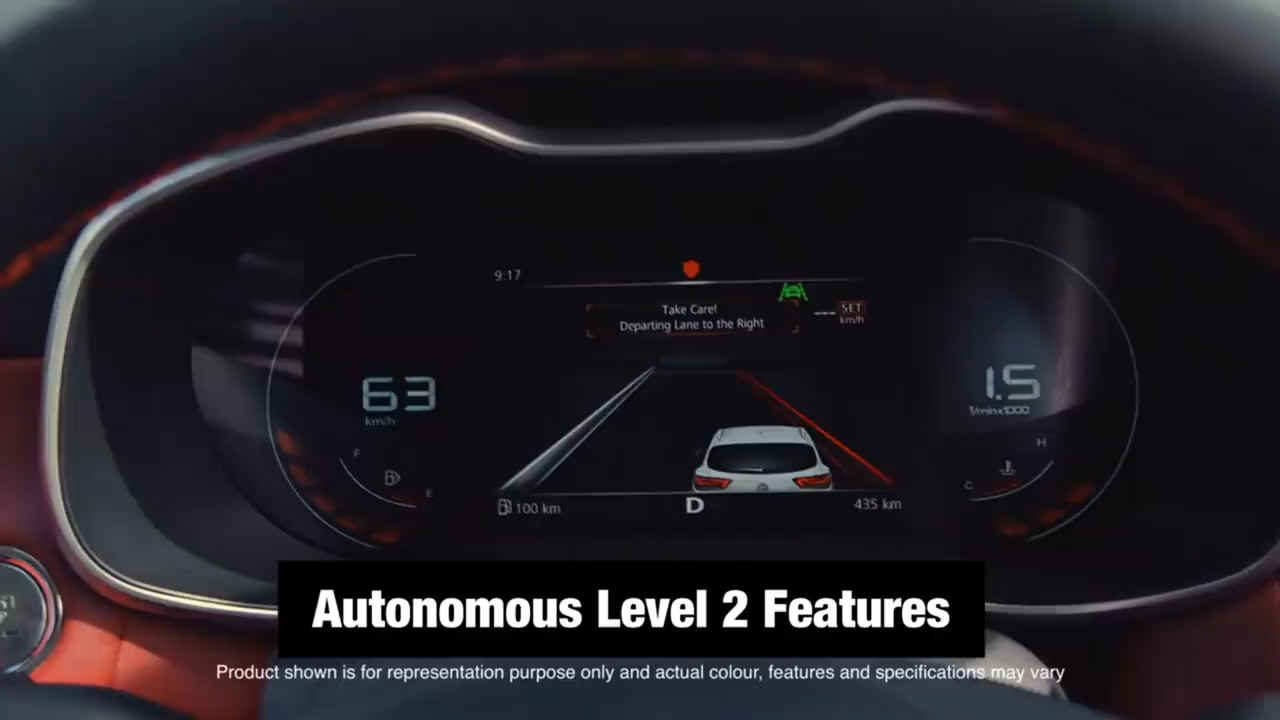 9:17
Take Care!
Departing Lane to the Right
--- SET
km/h
63
km/h
1.5
1/minx1000
F
E
H
C
100 km
D
435 km
Autonomous Level 2 Features
Product shown is for representation purpose only and actual colour, features and specifications may vary